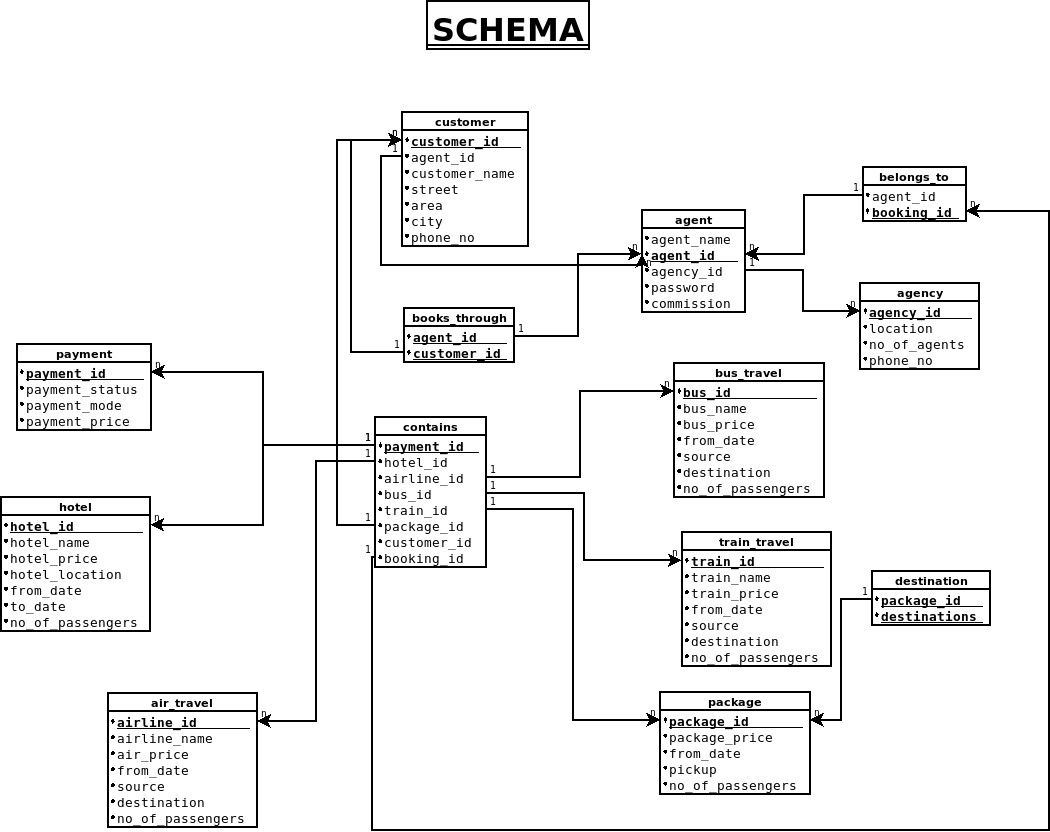 SCHEMA
customer
customer_id
agent_id
customer_name
street
area
city
phone_no
n
1
belongs_to
agent_id
booking_id
1
n
agent
agent_name
agent_id
agency_id
password
commission
n
n
n
1
agency
agency_id
location
no_of_agents
phone_no
n
books_through
agent_id
customer_id
1
1
payment
payment_id
payment_status
payment_mode
payment_price
n
bus_travel
bus_id
bus_name
bus_price
from_date
source
destination
no_of_passengers
n
contains
payment_id
hotel_id
airline_id
bus_id
train_id
package_id
customer_id
booking_id
1
1
1
1
1
1
1
hotel
hotel_id
hotel_name
hotel_price
hotel_location
from_date
to_date
no_of_passengers
n
train_travel
train_id
train_name
train_price
from_date
source
destination
no_of_passengers
n
destination
package_id
destinations
1
air_travel
airline_id
airline_name
air_price
from_date
source
destination
no_of_passengers
n
package
package_id
package_price
from_date
pickup
no_of_passengers
n
n